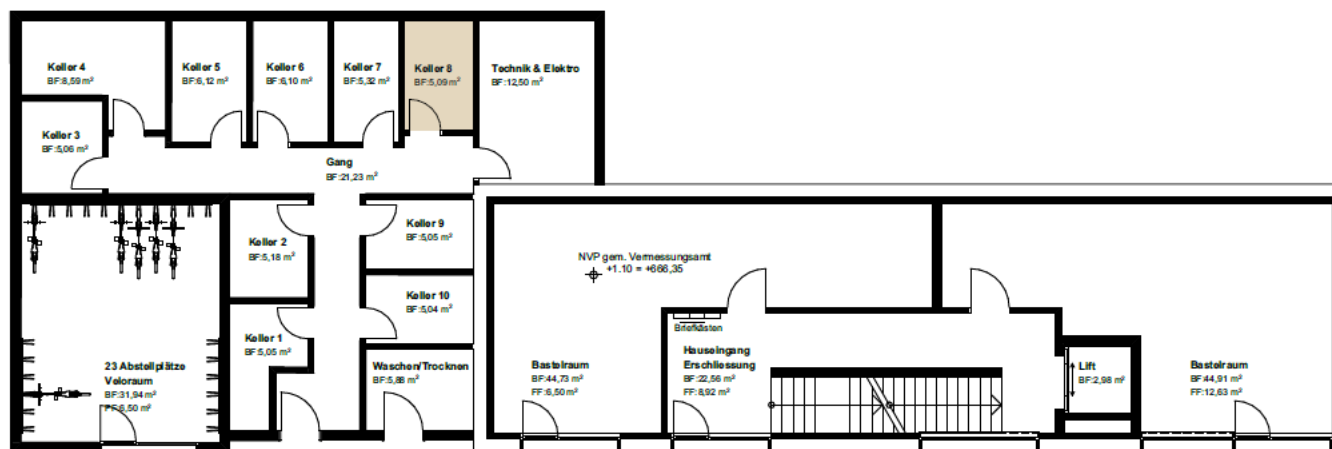 Keller 4
BF:8,59 m²
Keller 5
BF:6,12 m²
Keller 6
BF:6,10 m²
Keller 7
BF:5,32 m²
Keller 8
BF:5,09 m²
Technik & Elektro
BF:12,50 m²
Keller 3
BF:5,06 m²
Gang
BF:21,23 m²
Keller 2
BF:5,18 m²
Keller 9
BF:5,05 m²
NVP gem. Vermessungsamt
+1.10 = +666,35
Keller 10
BF:5,04 m²
Keller 1
BF:5,05 m²
Briefkästen
23 Abstellplätze
Veloraum
BF:31,94 m²
FF:6,50 m²
Waschen/Trocknen
BF:5,88 m²
Bastelraum
BF:44,73 m²
FF:6,50 m²
Hauseingang
Erschliessung
BF:22,56 m²
FF:8,92 m²
Lift
BF:2,98 m²
Bastelraum
BF:44,91 m²
FF:12,63 m²